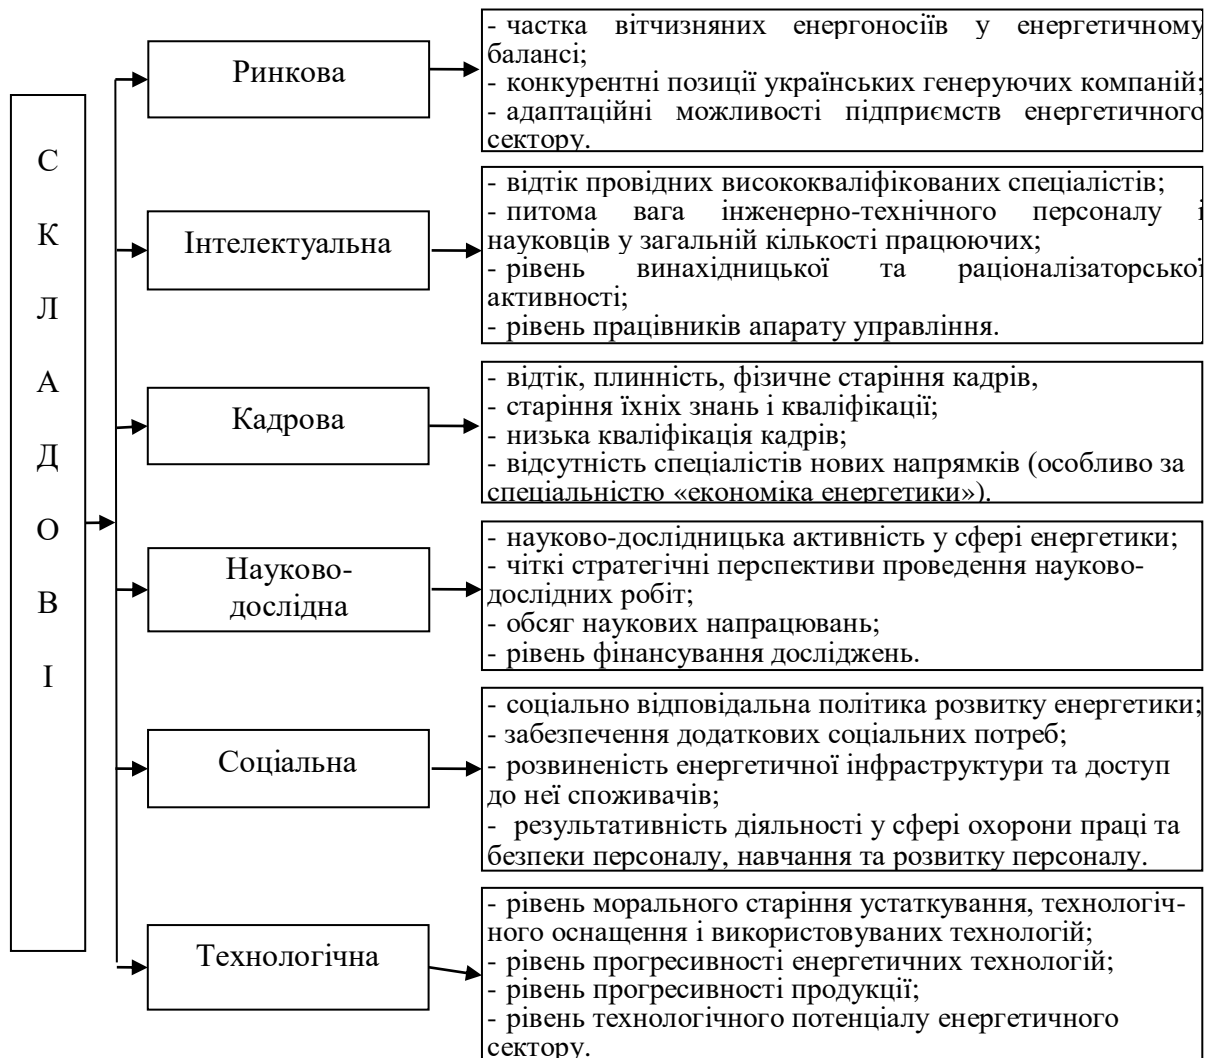 СКЛАДОВІ
Ринкова
- частка вітчизняних енергоносіїв у енергетичному
балансі;
- конкурентні позиції українських генеруючих компаній;
- адаптаційні можливості підприємств енергетичного
сектору.
Інтелектуальна
- відтік провідних висококваліфікованих спеціалістів;
- питома вага інженерно-технічного персоналу і
науковців у загальній кількості працюючих;
- рівень винахідницької та раціоналізаторської
активності;
- рівень працівників апарату управління.
Кадрова
- відтік, плинність, фізичне старіння кадрів,
- старіння їхніх знань і кваліфікації;
- низька кваліфікація кадрів;
- відсутність спеціалістів нових напрямків (особливо за
спеціальністю «економіка енергетики»).
Науково-
дослідна
- науково-дослідницька активність у сфері енергетики;
- чіткі стратегічні перспективи проведення науково-
дослідних робіт;
- обсяг наукових напрацювань;
- рівень фінансування досліджень.
Соціальна
- соціально відповідальна політика розвитку енергетики;
- забезпечення додаткових соціальних потреб;
- розвиненість енергетичної інфраструктури та доступ
до неї споживачів;
- результативність діяльності у сфері охорони праці та
безпеки персоналу, навчання та розвитку персоналу.
Технологічна
- рівень морального старіння устаткування, технологіч-
ного оснащення і використовуваних технологій;
- рівень прогресивності енергетичних технологій;
- рівень прогресивності продукції;
- рівень технологічного потенціалу енергетичного
сектору.